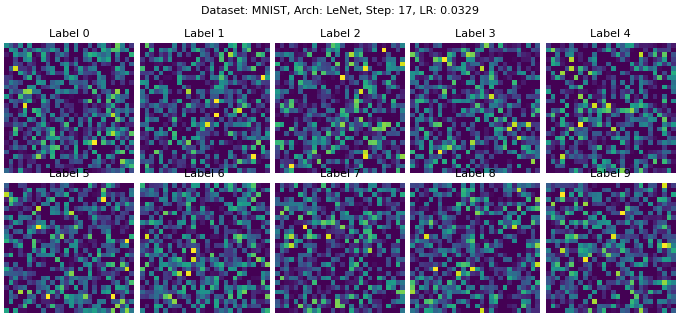 Dataset: MNIST, Arch: LeNet, Step: 17, LR: 0.0329
Label 0 Label 1 Label 2 Label 3 Label 4
Label 5 Label 6 Label 7 Label 8 Label 9